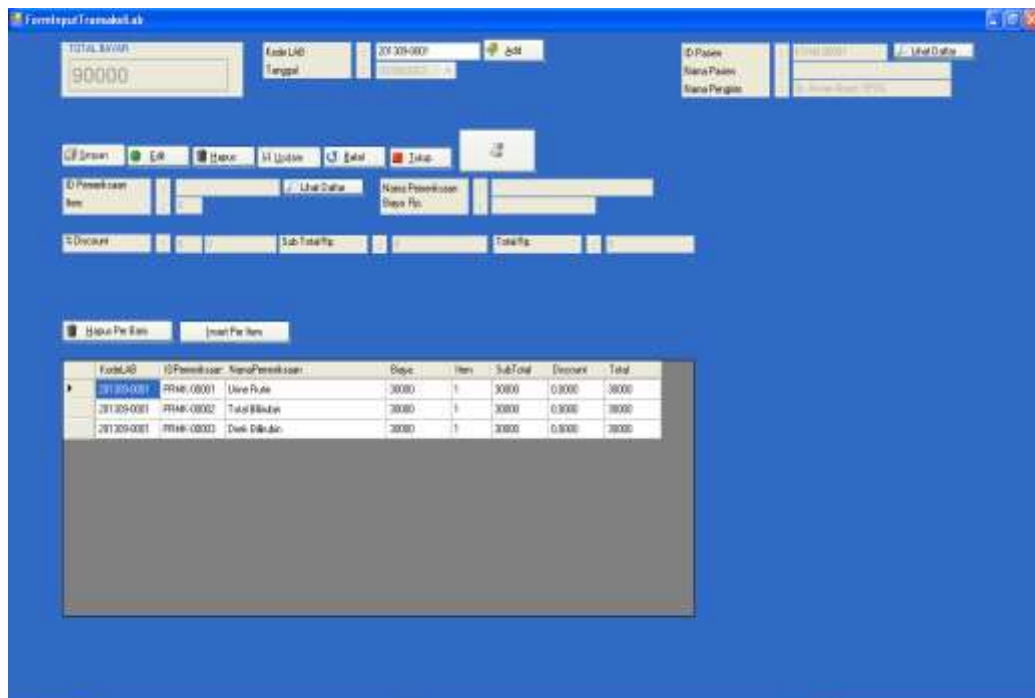 FormInputTransaksiLab
TOTAL BAYAR
90000
Kode LAB : 201309-0001 Add
Tanggal :
ID Pasien : Lihat Daftar
Nama Pasien :
Nama Pengirim :
Simpan Edit Hapus Update Batal Tutup
ID Pemeriksaan : Lihat Daftar Nama Pemeriksaan :
Item : Biaya Rp. :
% Discount : Sub Total Rp : Total Rp :
Hapus Per Baris Insert Per Item
KodeLAB IDPemeriksaan NamaPemeriksaan Biaya Item SubTotal Discount Total
201309-0001 PRMK-00001 Urine Rutin 30000 1 30000 0.0000 30000
201309-0001 PRMK-00002 Total Bilirubin 30000 1 30000 0.0000 30000
201309-0001 PRMK-00003 Direk Bilirubin 30000 1 30000 0.0000 30000